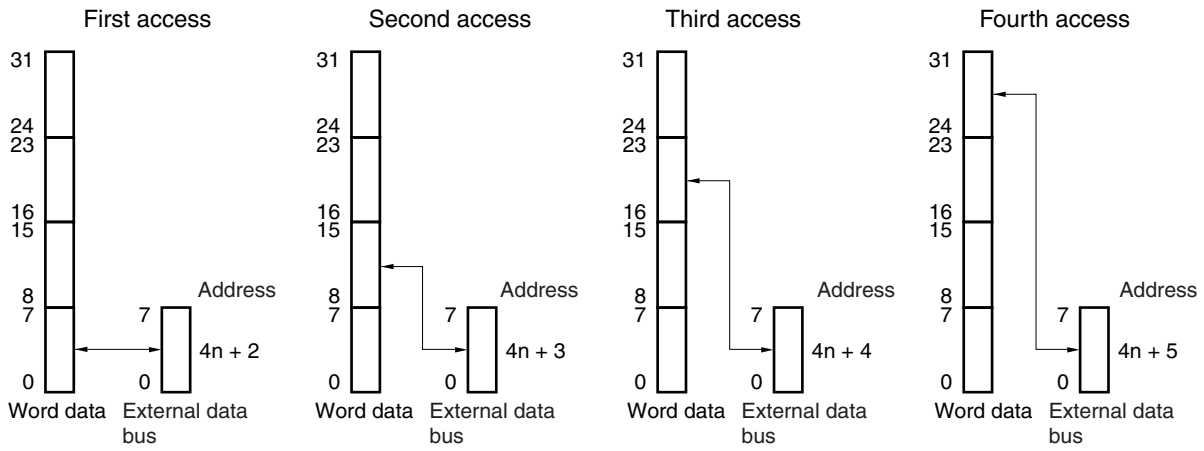 First access
31
24
23
16
15
8
7
0
Address
7
4n + 2
0
Word data
External data
bus
Second access
31
24
23
16
15
8
7
0
Address
7
4n + 3
0
Word data
External data
bus
Third access
31
24
23
16
15
8
7
0
Address
7
4n + 4
0
Word data
External data
bus
Fourth access
31
24
23
16
15
8
7
0
Address
7
4n + 5
0
Word data
External data
bus